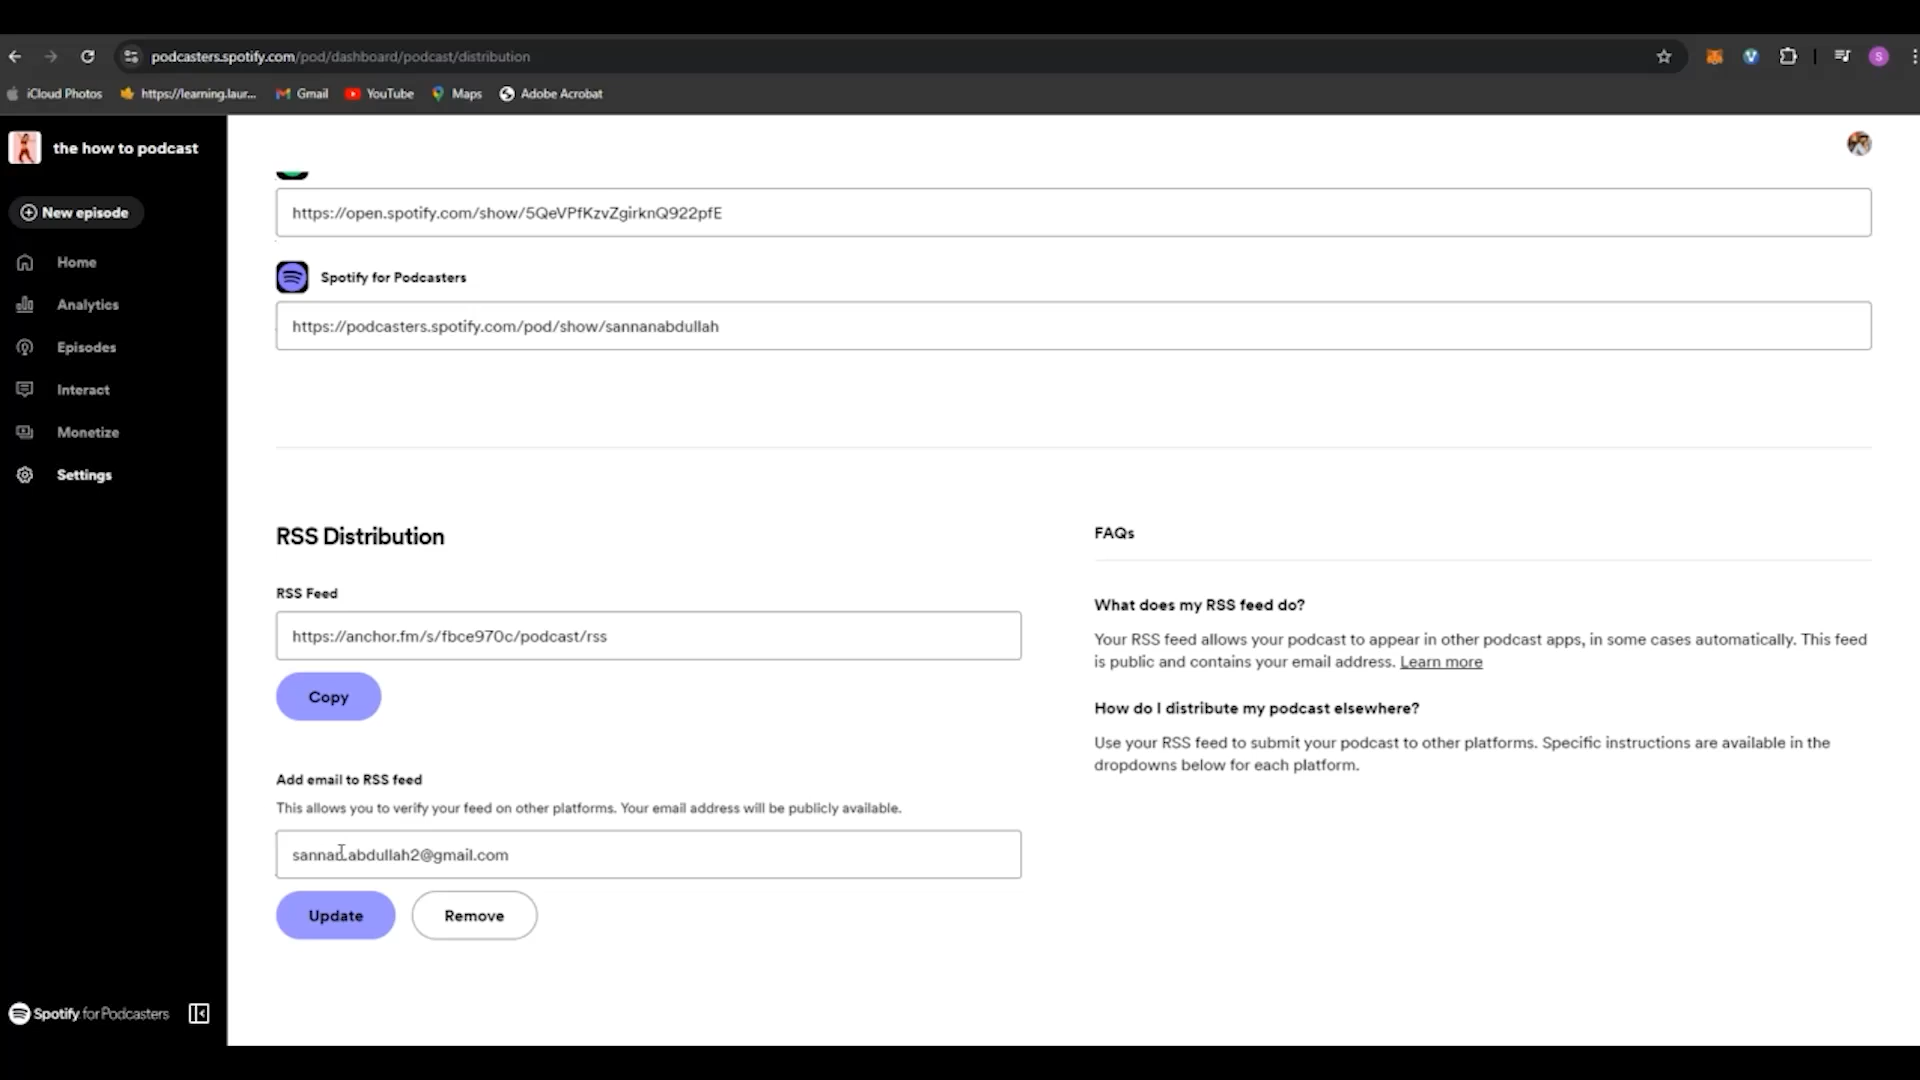 podcasters.spotify.com/pod/dashboard/podcast/distribution
iCloud Photos https://learning.laur... Gmail YouTube Maps Adobe Acrobat
the how to podcast
New episode
Home
Analytics
Episodes
Interact
Monetize
Settings
Spotify for Podcasters
https://open.spotify.com/show/5QeVPfKzvZgirknQ922pfE
Spotify for Podcasters
https://podcasters.spotify.com/pod/show/sannanabdullah
RSS Distribution
RSS Feed
https://anchor.fm/s/fbce970c/podcast/rss
Copy
Add email to RSS feed
This allows you to verify your feed on other platforms. Your email address will be publicly available.
sannan.abdullah2@gmail.com
Update Remove
FAQs
What does my RSS feed do?
Your RSS feed allows your podcast to appear in other podcast apps, in some cases automatically. This feed
is public and contains your email address. Learn more
How do I distribute my podcast elsewhere?
Use your RSS feed to submit your podcast to other platforms. Specific instructions are available in the
dropdowns below for each platform.
S